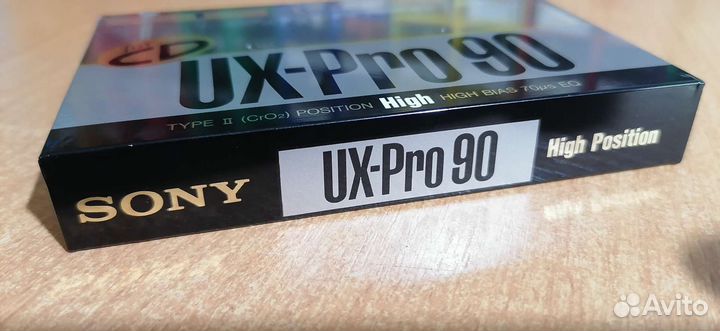 CD
UX-Pro 90
TYPE II (CrO₂) POSITION High HIGH BIAS 70μs EQ
SONY UX-Pro 90 High Position
Avito